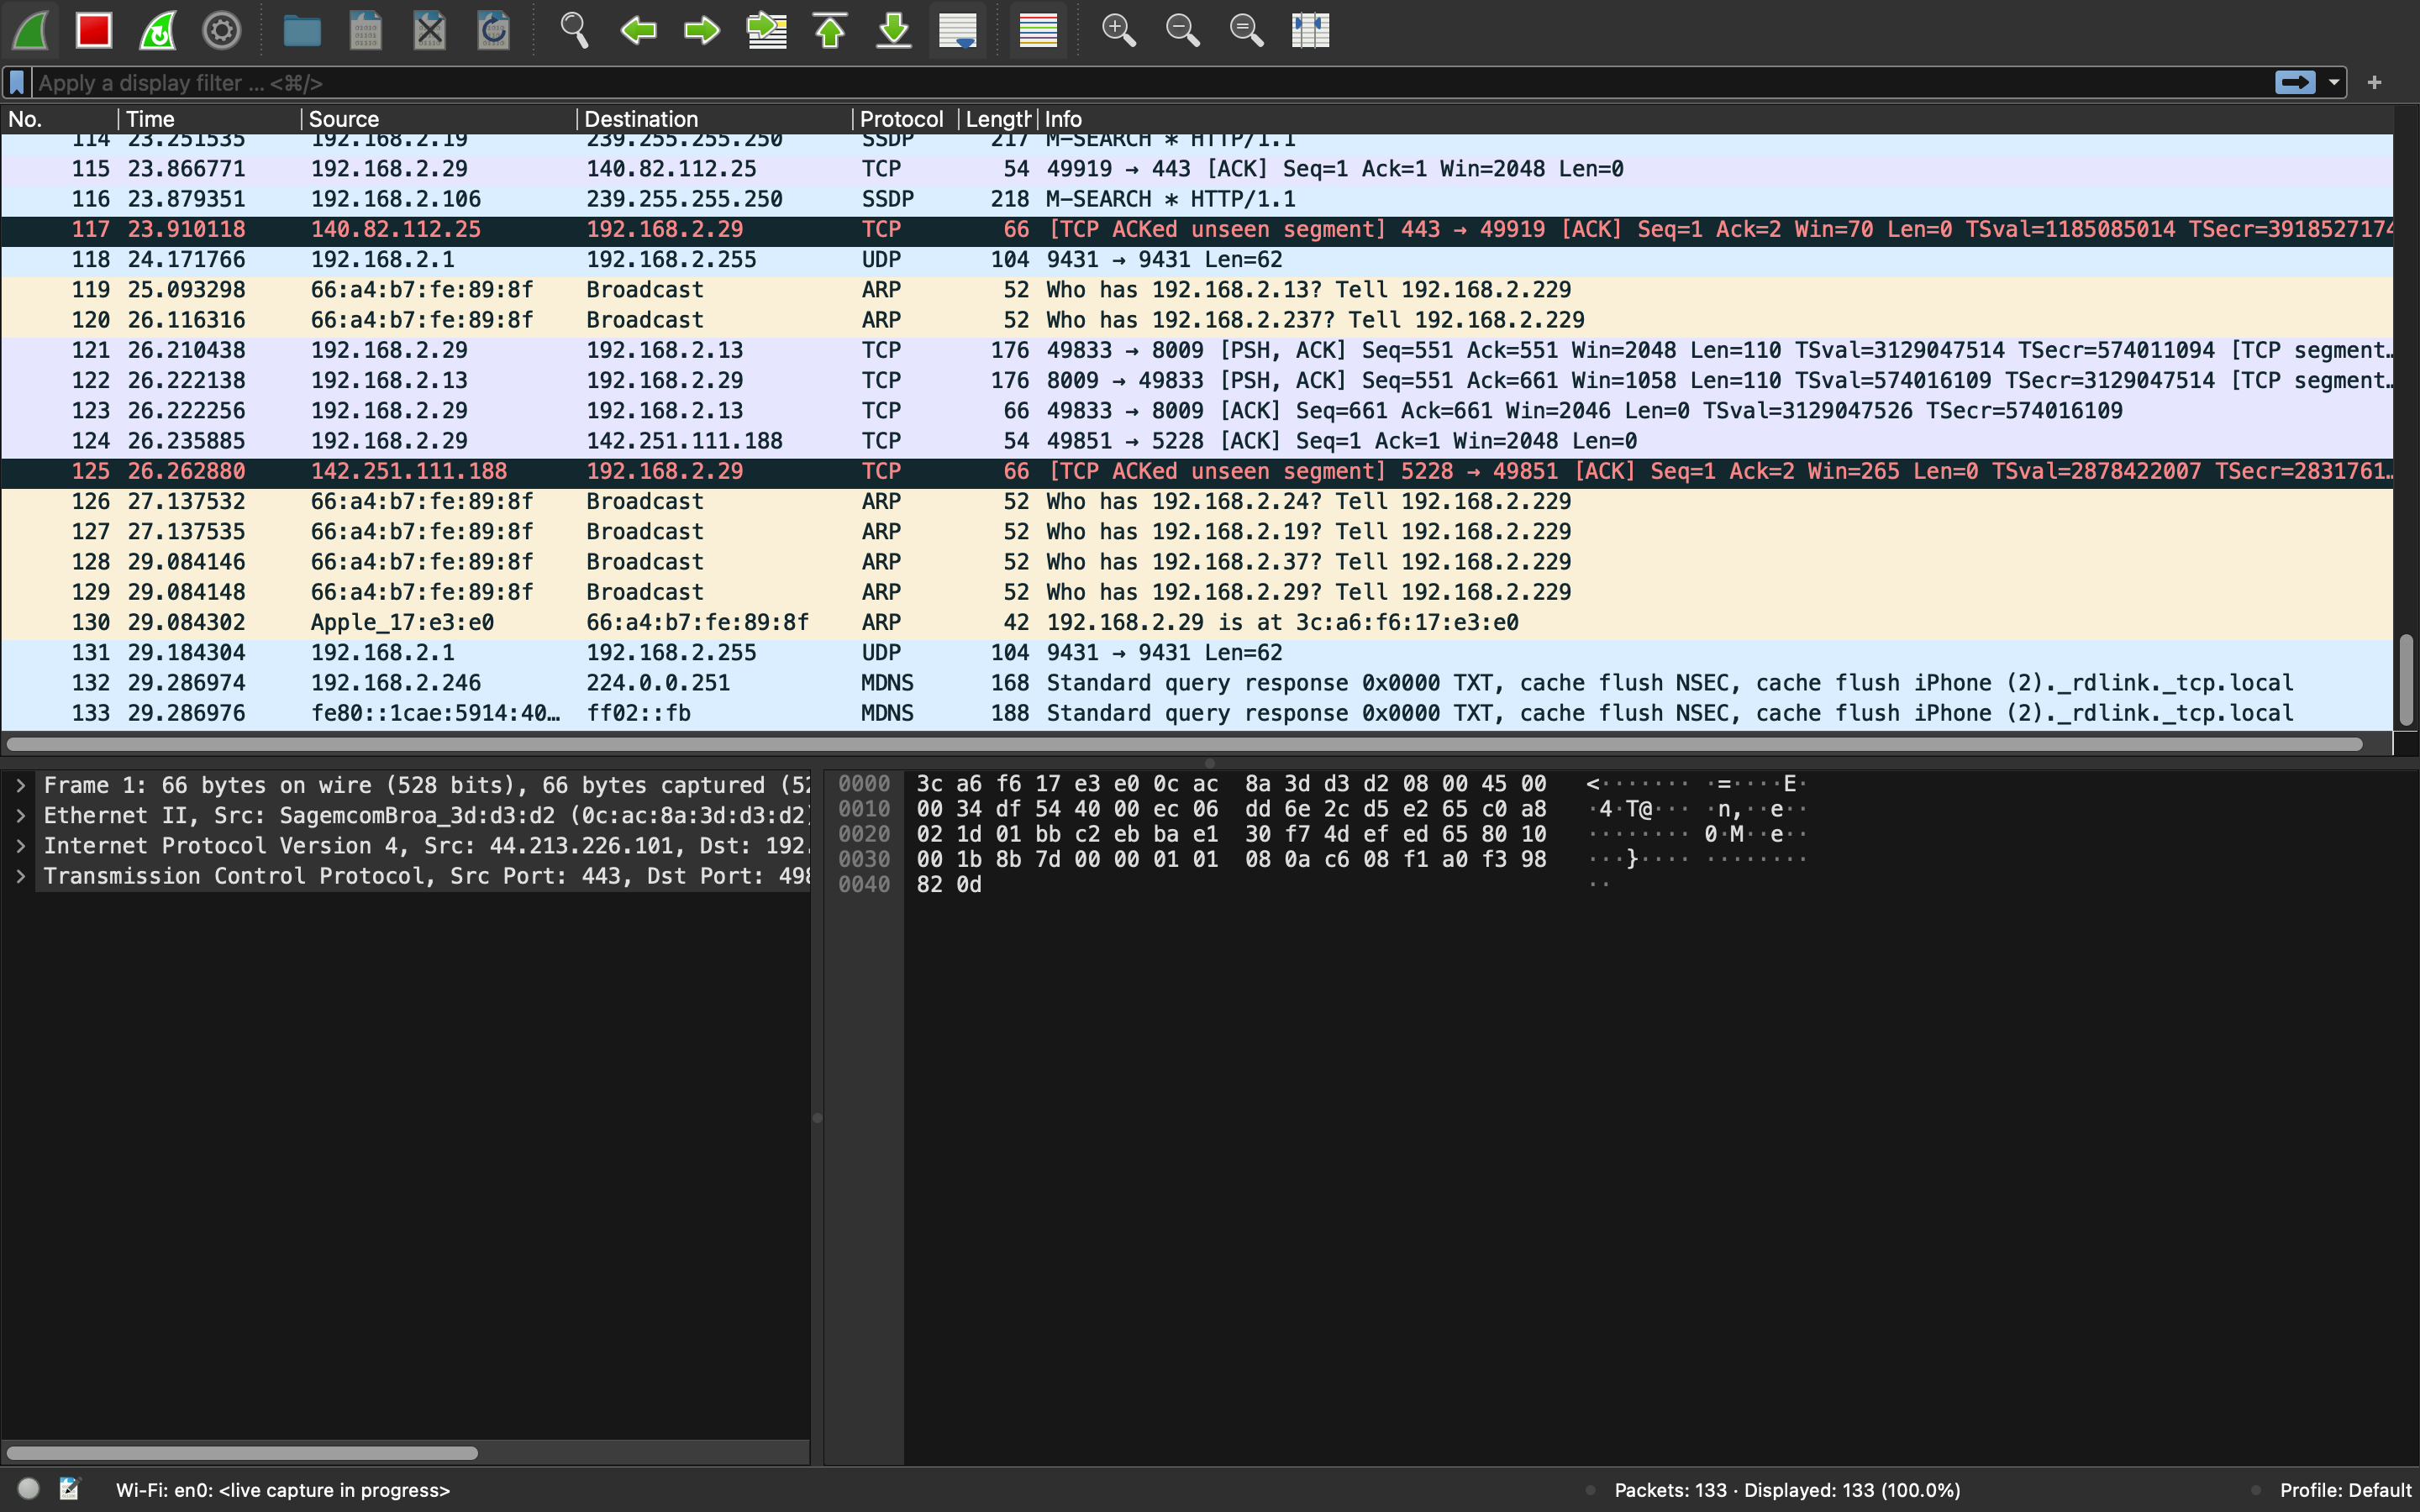 Apply a display filter ... <⌘/>
No. Time Source Destination Protocol Length Info
114 23.251535 192.168.2.19 239.255.255.250 SSDP 217 M-SEARCH * HTTP/1.1
115 23.866771 192.168.2.29 140.82.112.25 TCP 54 49919 → 443 [ACK] Seq=1 Ack=1 Win=2048 Len=0
116 23.879351 192.168.2.106 239.255.255.250 SSDP 218 M-SEARCH * HTTP/1.1
117 23.910118 140.82.112.25 192.168.2.29 TCP 66 [TCP ACKed unseen segment] 443 → 49919 [ACK] Seq=1 Ack=2 Win=70 Len=0 TSval=1185085014 TSecr=3918527174
118 24.171766 192.168.2.1 192.168.2.255 UDP 104 9431 → 9431 Len=62
119 25.093298 66:a4:b7:fe:89:8f Broadcast ARP 52 Who has 192.168.2.13? Tell 192.168.2.229
120 26.116316 66:a4:b7:fe:89:8f Broadcast ARP 52 Who has 192.168.2.237? Tell 192.168.2.229
121 26.210438 192.168.2.29 192.168.2.13 TCP 176 49833 → 8009 [PSH, ACK] Seq=551 Ack=551 Win=2048 Len=110 TSval=3129047514 TSecr=574011094 [TCP segment…
122 26.222138 192.168.2.13 192.168.2.29 TCP 176 8009 → 49833 [PSH, ACK] Seq=551 Ack=661 Win=1058 Len=110 TSval=574016109 TSecr=3129047514 [TCP segment…
123 26.222256 192.168.2.29 192.168.2.13 TCP 66 49833 → 8009 [ACK] Seq=661 Ack=661 Win=2046 Len=0 TSval=3129047526 TSecr=574016109
124 26.235885 192.168.2.29 142.251.111.188 TCP 54 49851 → 5228 [ACK] Seq=1 Ack=1 Win=2048 Len=0
125 26.262880 142.251.111.188 192.168.2.29 TCP 66 [TCP ACKed unseen segment] 5228 → 49851 [ACK] Seq=1 Ack=2 Win=265 Len=0 TSval=2878422007 TSecr=2831761…
126 27.137532 66:a4:b7:fe:89:8f Broadcast ARP 52 Who has 192.168.2.24? Tell 192.168.2.229
127 27.137535 66:a4:b7:fe:89:8f Broadcast ARP 52 Who has 192.168.2.19? Tell 192.168.2.229
128 29.084146 66:a4:b7:fe:89:8f Broadcast ARP 52 Who has 192.168.2.37? Tell 192.168.2.229
129 29.084148 66:a4:b7:fe:89:8f Broadcast ARP 52 Who has 192.168.2.29? Tell 192.168.2.229
130 29.084302 Apple_17:e3:e0 66:a4:b7:fe:89:8f ARP 42 192.168.2.29 is at 3c:a6:f6:17:e3:e0
131 29.184304 192.168.2.1 192.168.2.255 UDP 104 9431 → 9431 Len=62
132 29.286974 192.168.2.246 224.0.0.251 MDNS 168 Standard query response 0x0000 TXT, cache flush NSEC, cache flush iPhone (2)._rdlink._tcp.local
133 29.286976 fe80::1cae:5914:40… ff02::fb MDNS 188 Standard query response 0x0000 TXT, cache flush NSEC, cache flush iPhone (2)._rdlink._tcp.local
Frame 1: 66 bytes on wire (528 bits), 66 bytes captured (52
Ethernet II, Src: SagemcomBroa_3d:d3:d2 (0c:ac:8a:3d:d3:d2)
Internet Protocol Version 4, Src: 44.213.226.101, Dst: 192.
Transmission Control Protocol, Src Port: 443, Dst Port: 498
0000 3c a6 f6 17 e3 e0 0c ac 8a 3d d3 d2 08 00 45 00 <······· ·=····E·
0010 00 34 df 54 40 00 ec 06 dd 6e 2c d5 e2 65 c0 a8 ·4·T@··· ·n,··e··
0020 02 1d 01 bb c2 eb ba e1 30 f7 4d ef ed 65 80 10 ········ 0·M··e··
0030 00 1b 8b 7d 00 00 01 01 08 0a c6 08 f1 a0 f3 98 ···}···· ········
0040 82 0d ··
Wi-Fi: en0: <live capture in progress> Packets: 133 · Displayed: 133 (100.0%) Profile: Default